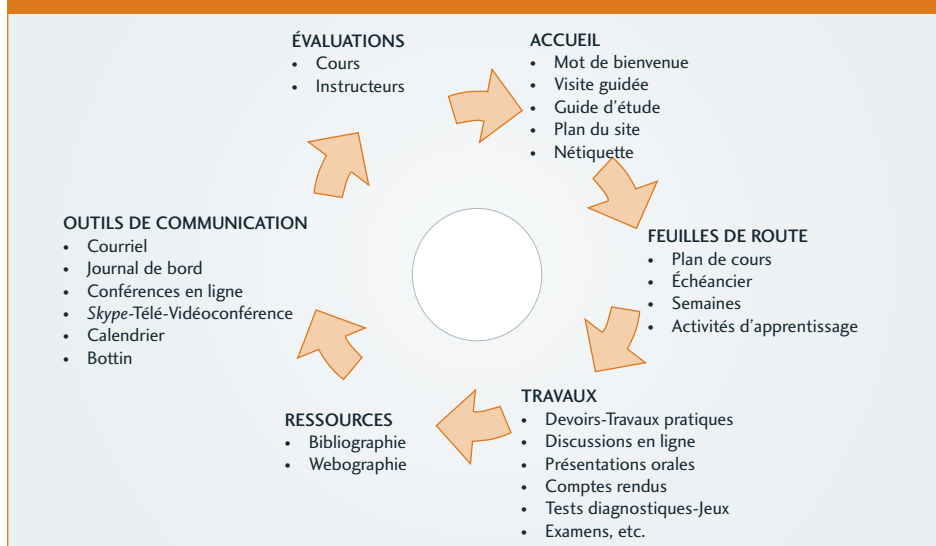 ÉVALUATIONS
• Cours
• Instructeurs
ACCUEIL
• Mot de bienvenue
• Visite guidée
• Guide d'étude
• Plan du site
• Nétiquette
FEUILLES DE ROUTE
• Plan de cours
• Échéancier
• Semaines
• Activités d'apprentissage
TRAVAUX
• Devoirs-Travaux pratiques
• Discussions en ligne
• Présentations orales
• Comptes rendus
• Tests diagnostiques-Jeux
• Examens, etc.
RESSOURCES
• Bibliographie
• Webographie
OUTILS DE COMMUNICATION
• Courriel
• Journal de bord
• Conférences en ligne
• Skype-Télé-Vidéoconférence
• Calendrier
• Bottin